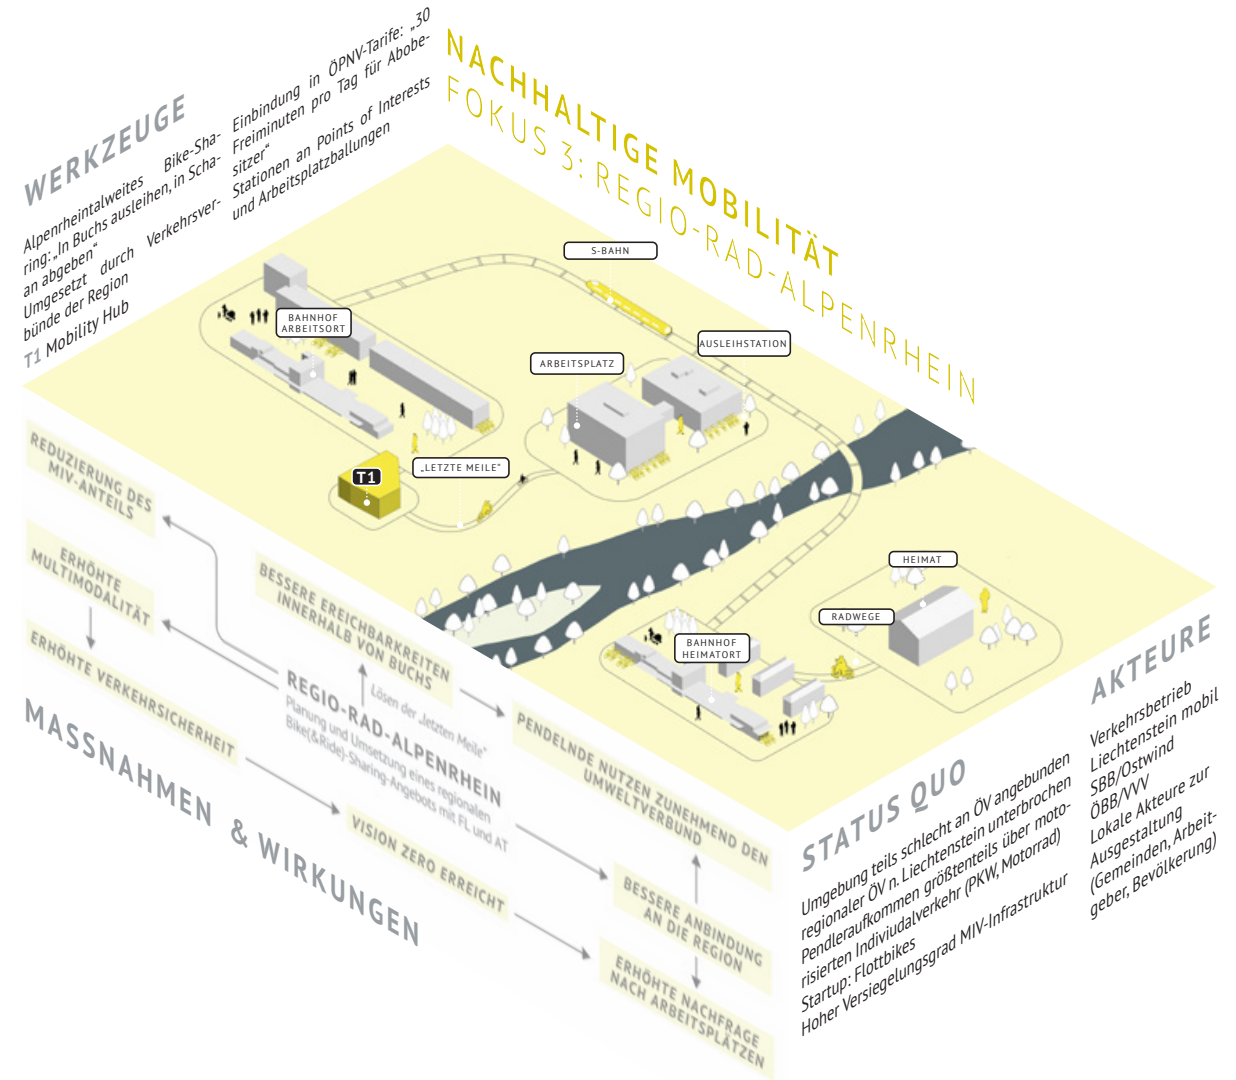 NACHHALTIGE MOBILITÄT
FOKUS 3: REGIO-RAD-ALPENRHEIN
WERKZEUGE
Alpenrheintalweites Bike-Sha-
ring: „In Buchs ausleihen, in Scha-
an abgeben“
Umgesetzt durch Verkehrsver-
bünde der Region
T1 Mobility Hub
Einbindung in ÖPNV-Tarife: „30
Freiminuten pro Tag für Abobe-
sitzer“
Stationen an Points of Interests
und Arbeitsplatzballungen
S-BAHN
BAHNHOF
ARBEITSORT
AUSLEIHSTATION
ARBEITSPLATZ
T1
„LETZTE MEILE“
HEIMAT
RADWEGE
BAHNHOF
HEIMATORT
REDUZIERUNG DES
MIV-ANTEILS
ERHÖHTE
MULTIMODALITÄT
ERHÖHTE VERKEHRSICHERHEIT
BESSERE EREICHBARKREITEN
INNERHALB VON BUCHS
Lösen der „letzten Meile“
REGIO-RAD-ALPENRHEIN
Planung und Umsetzung eines regionalen
Bike(&Ride)-Sharing-Angebots mit FL und AT
PENDELNDE NUTZEN ZUNEHMEND DEN
UMWELTVERBUND
VISION ZERO ERREICHT
BESSERE ANBINDUNG
AN DIE REGION
ERHÖHTE NACHFRAGE
NACH ARBEITSPLÄTZEN
MASSNAHMEN & WIRKUNGEN
STATUS QUO
Umgebung teils schlecht an ÖV angebunden
regionaler ÖV n. Liechtenstein unterbrochen
Pendleraufkommen größtenteils über moto-
risierten Indiviudalverkehr (PKW, Motorrad)
Startup: Flottbikes
Hoher Versiegelungsgrad MIV-Infrastruktur
AKTEURE
Verkehrsbetrieb
Liechtenstein mobil
SBB/Ostwind
ÖBB/VVV
Lokale Akteure zur
Ausgestaltung
(Gemeinden, Arbeit-
geber, Bevölkerung)